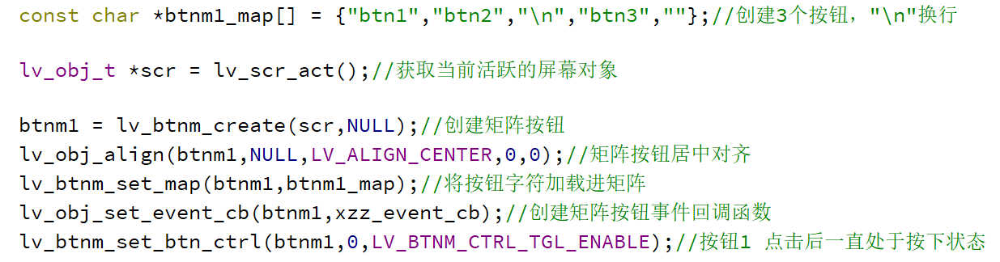 const char *btnm1_map[] = {"btn1","btn2","\n","btn3",""};//创建3个按钮，"\n"换行
lv_obj_t *scr = lv_scr_act();//获取当前活跃的屏幕对象
btnm1 = lv_btnm_create(scr,NULL);//创建矩阵按钮
lv_obj_align(btnm1,NULL,LV_ALIGN_CENTER,0,0);//矩阵按钮居中对齐
lv_btnm_set_map(btnm1,btnm1_map);//将按钮字符加载进矩阵
lv_obj_set_event_cb(btnm1,xzz_event_cb);//创建矩阵按钮事件回调函数
lv_btnm_set_btn_ctrl(btnm1,0,LV_BTNM_CTRL_TGL_ENABLE);//按钮1 点击后一直处于按下状态